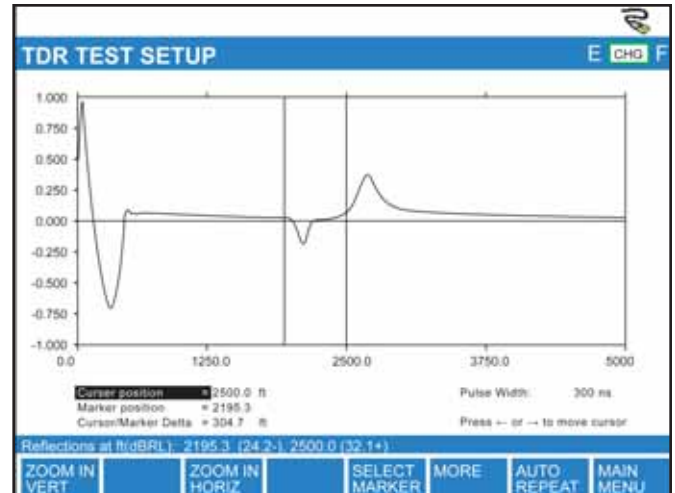 TDR TEST SETUP
E CHG F
1.000
0.750
0.500
0.250
0.000
-0.250
-0.500
-0.750
-1.000
0.0 1250.0 2500.0 3750.0 5000
Curser position = 2500.0 ft Pulse Width: 300 ns
Marker position = 2195.3
Cursor/Marker Delta = 304.7 ft Press ← or → to move cursor
Reflections at ft(dBRL): 2195.3 (24.2-), 2500.0 (32.1+)
ZOOM IN VERT
ZOOM IN HORIZ
SELECT MARKER
MORE
AUTO REPEAT
MAIN MENU